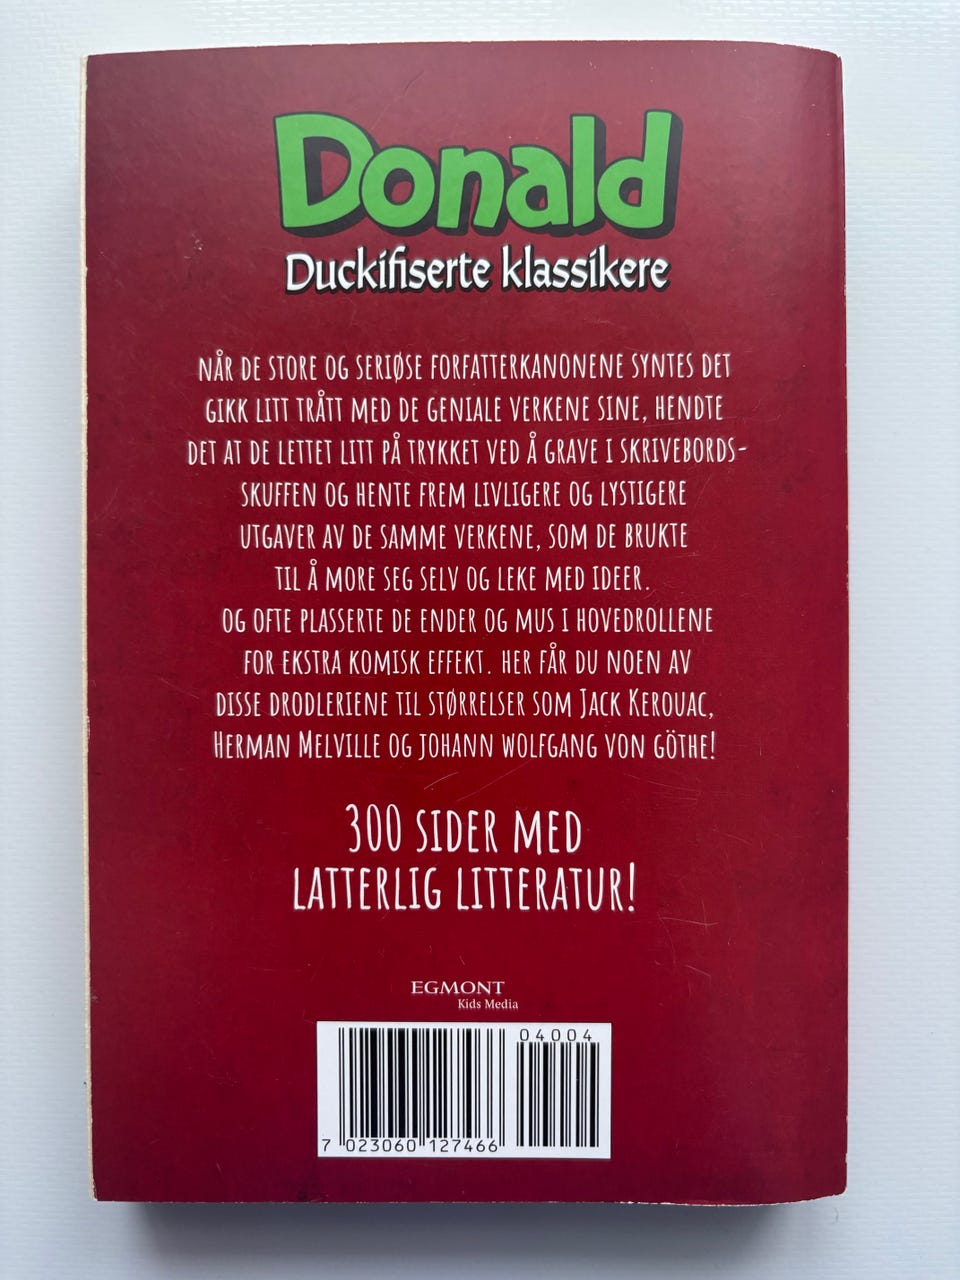 Donald
Duckifiserte klassikere
NÅR DE STORE OG SERIØSE FORFATTERKANONENE SYNTES DET
GIKK LITT TRÅTT MED DE GENIALE VERKENE SINE, HENDTE
DET AT DE LETTET LITT PÅ TRYKKET VED Å GRAVE I SKRIVEBORDS-
SKUFFEN OG HENTE FREM LIVLIGERE OG LYSTIGERE
UTGAVER AV DE SAMME VERKENE, SOM DE BRUKTE
TIL Å MORE SEG SELV OG LEKE MED IDEER.
OG OFTE PLASSERTE DE ENDER OG MUS I HOVEDROLLENE
FOR EKSTRA KOMISK EFFEKT. HER FÅR DU NOEN AV
DISSE DRODLERIENE TIL STØRRELSER SOM JACK KEROUAC,
HERMAN MELVILLE OG JOHANN WOLFGANG VON GÖTHE!
300 SIDER MED
LATTERLIG LITTERATUR!
EGMONT
Kids Media
04004
7 023060 127466